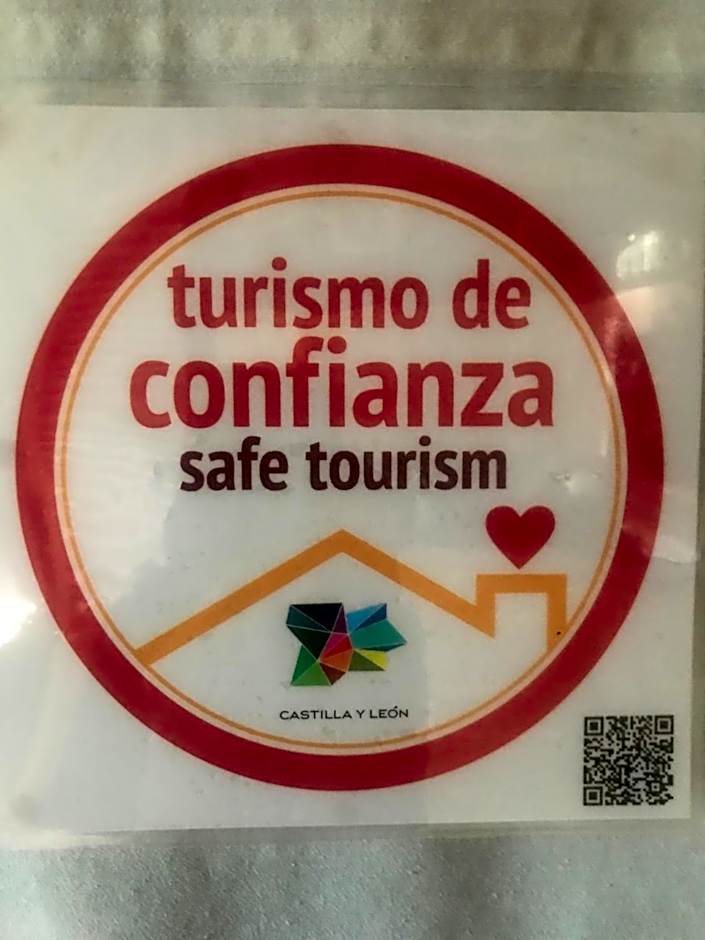 turismo de
confianza
safe tourism
CASTILLA Y LEÓN